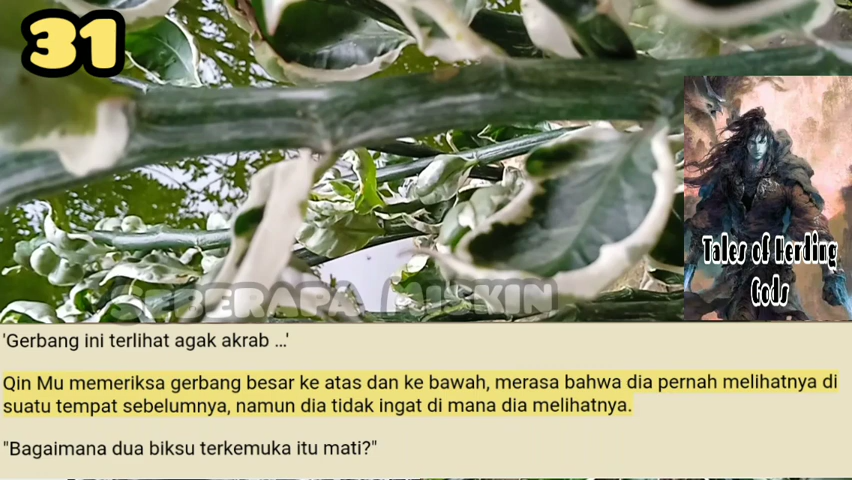 31
Tales of Herding
Gods
SEBERAPA MISKIN
'Gerbang ini terlihat agak akrab ...'
Qin Mu memeriksa gerbang besar ke atas dan ke bawah, merasa bahwa dia pernah melihatnya di
suatu tempat sebelumnya, namun dia tidak ingat di mana dia melihatnya.
"Bagaimana dua biksu terkemuka itu mati?"